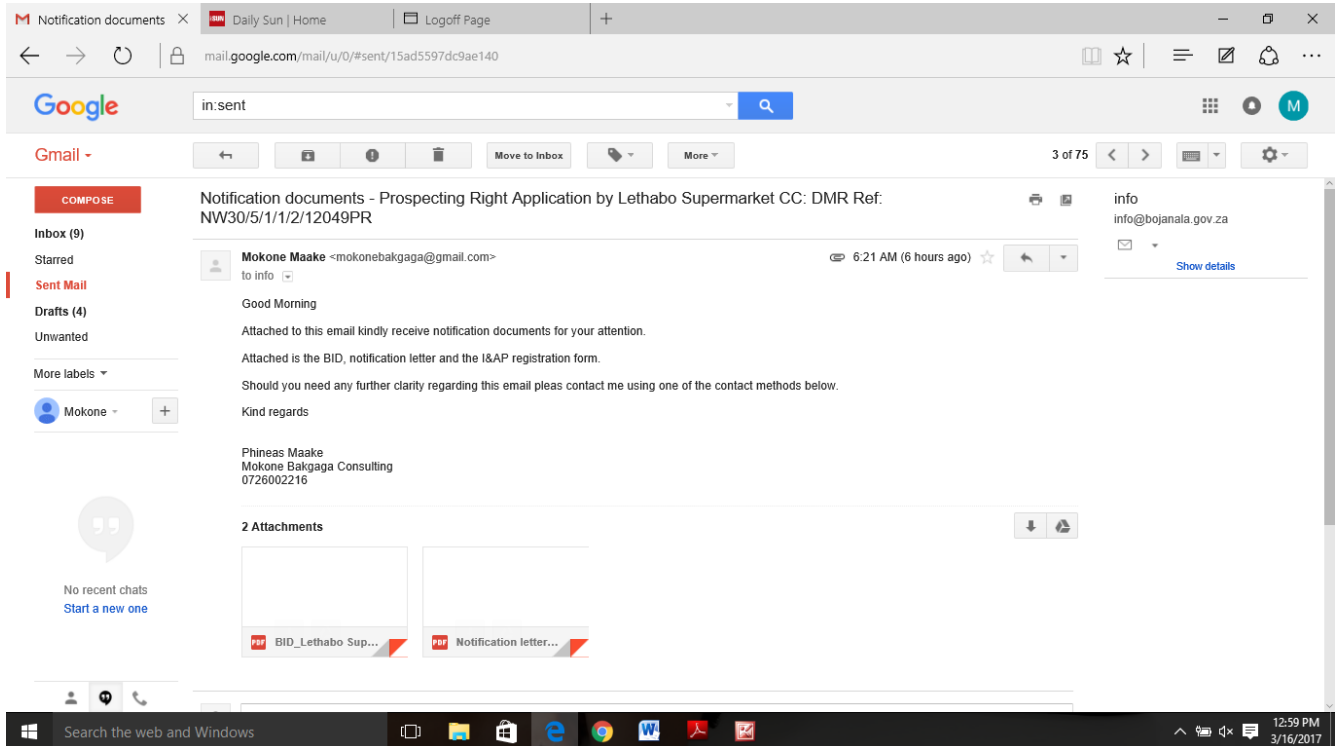 Notification documents
Daily Sun | Home
Logoff Page
mail.google.com/mail/u/0/#sent/15ad5597dc9ae140
Google
in:sent
M
Gmail
Move to Inbox
More
3 of 75
COMPOSE
Inbox (9)
Starred
Sent Mail
Drafts (4)
Unwanted
More labels
Mokone
No recent chats
Start a new one
Notification documents - Prospecting Right Application by Lethabo Supermarket CC: DMR Ref:
NW30/5/1/1/2/12049PR
Mokone Maake <mokonebakgaga@gmail.com>
6:21 AM (6 hours ago)
to info
Good Morning
Attached to this email kindly receive notification documents for your attention.
Attached is the BID, notification letter and the I&AP registration form.
Should you need any further clarity regarding this email pleas contact me using one of the contact methods below.
Kind regards
Phineas Maake
Mokone Bakgaga Consulting
0726002216
2 Attachments
PDF BID_Lethabo Sup...
PDF Notification letter...
info
info@bojanala.gov.za
Show details
Search the web and Windows
12:59 PM
3/16/2017